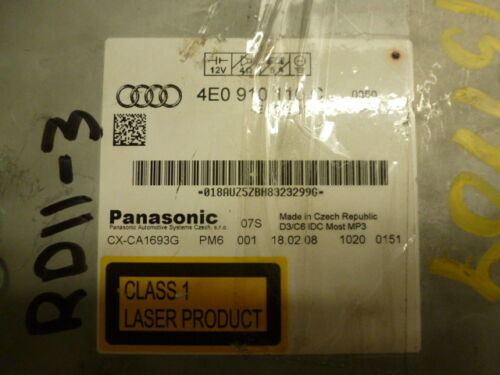 12V 4Ω
4E0 910 110 C 0350
-018AUZ5ZBH8323299G-
Panasonic 07S Made in Czech Republic
Panasonic Automotive Systems Czech, s.r.o. D3/C6 IDC Most MP3
CX-CA1693G PM6 001 18.02.08 1020 0151
CLASS 1
LASER PRODUCT
RD11-3